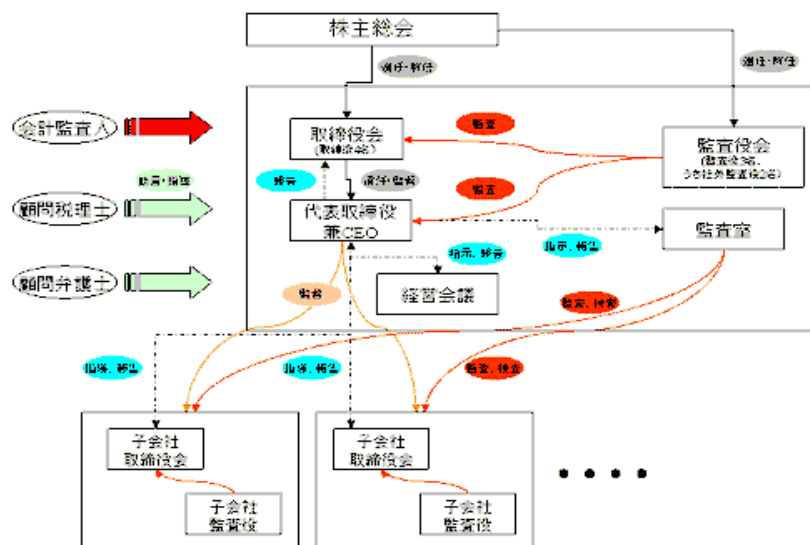 株主総会
選任・解任
選任・解任
会計監査人
取締役会
(取締役4名)
監査
監査役会
(監査役3名、
うち社外監査役2名)
助言・指導
報告
選任・監督
監査
顧問税理士
代表取締役
兼CEO
監査室
指示、報告
指示、報告
顧問弁護士
監督
経営会議
監査、検索
指導、報告
指導、報告
子会社
取締役会
子会社
取締役会
子会社
監査役
子会社
監査役